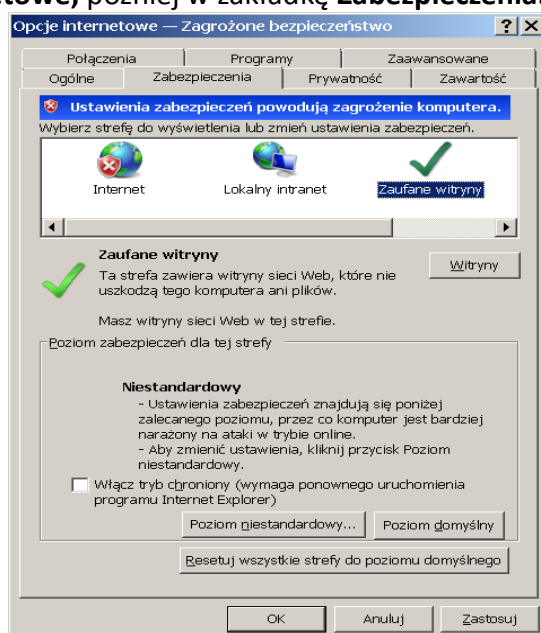 etowe, później w zakładkę Zabezpieczenia
Opcje internetowe — Zagrożone bezpieczeństwo
Połączenia Programy Zaawansowane
Ogólne Zabezpieczenia Prywatność Zawartość
Ustawienia zabezpieczeń powodują zagrożenie komputera.
Wybierz strefę do wyświetlenia lub zmień ustawienia zabezpieczeń.
Internet Lokalny intranet Zaufane witryny
Zaufane witryny
Witryny
Ta strefa zawiera witryny sieci Web, które nie
uszkodzą tego komputera ani plików.
Masz witryny sieci Web w tej strefie.
Poziom zabezpieczeń dla tej strefy
Niestandardowy
- Ustawienia zabezpieczeń znajdują się poniżej
zalecanego poziomu, przez co komputer jest bardziej
narażony na ataki w trybie online.
- Aby zmienić ustawienia, kliknij przycisk Poziom
niestandardowy.
Włącz tryb chroniony (wymaga ponownego uruchomienia
programu Internet Explorer)
Poziom niestandardowy... Poziom domyślny
Resetuj wszystkie strefy do poziomu domyślnego
OK Anuluj Zastosuj